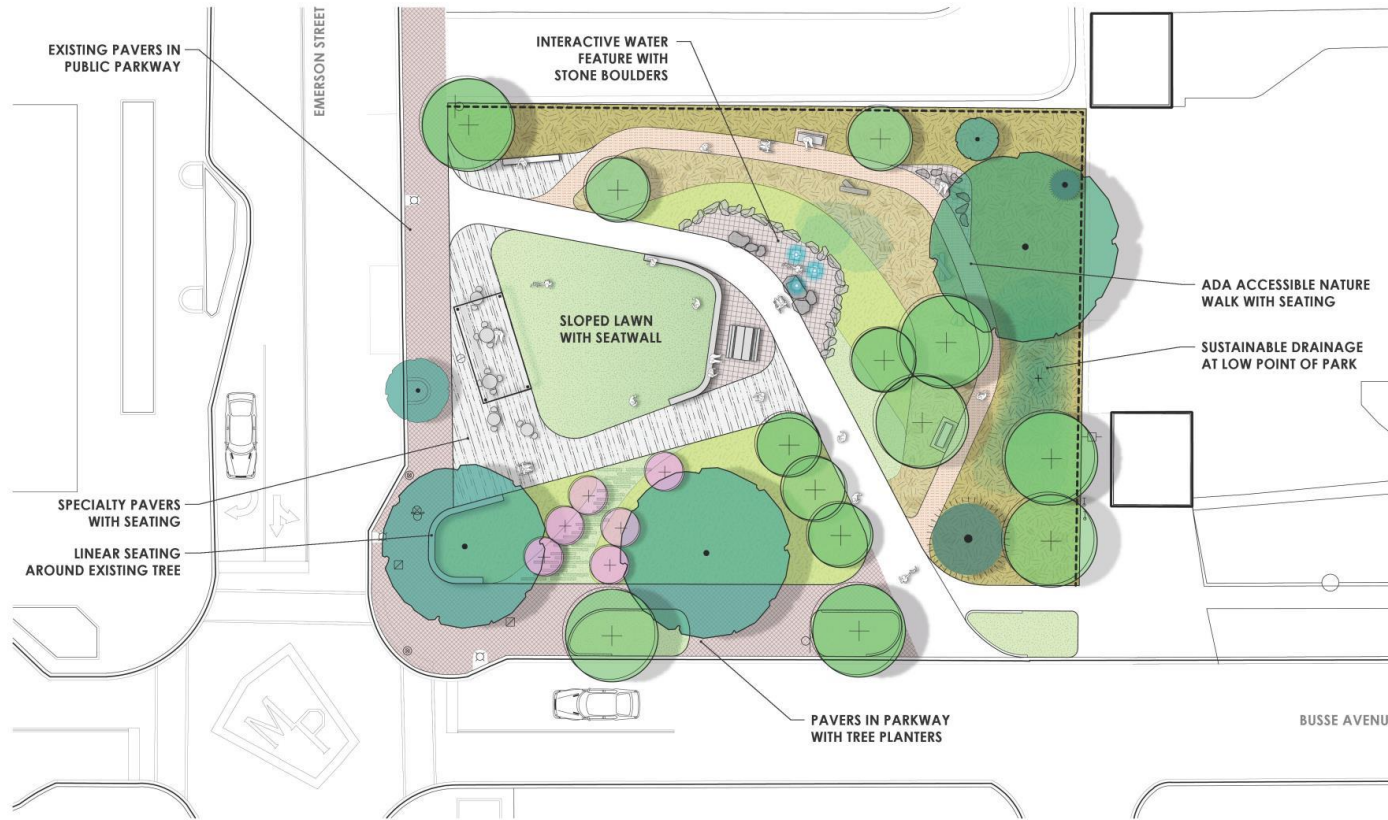 EMERSON STREET
EXISTING PAVERS IN
PUBLIC PARKWAY
INTERACTIVE WATER
FEATURE WITH
STONE BOULDERS
SLOPED LAWN
WITH SEATWALL
ADA ACCESSIBLE NATURE
WALK WITH SEATING
SUSTAINABLE DRAINAGE
AT LOW POINT OF PARK
SPECIALTY PAVERS
WITH SEATING
LINEAR SEATING
AROUND EXISTING TREE
MP
PAVERS IN PARKWAY
WITH TREE PLANTERS
BUSSE AVENU